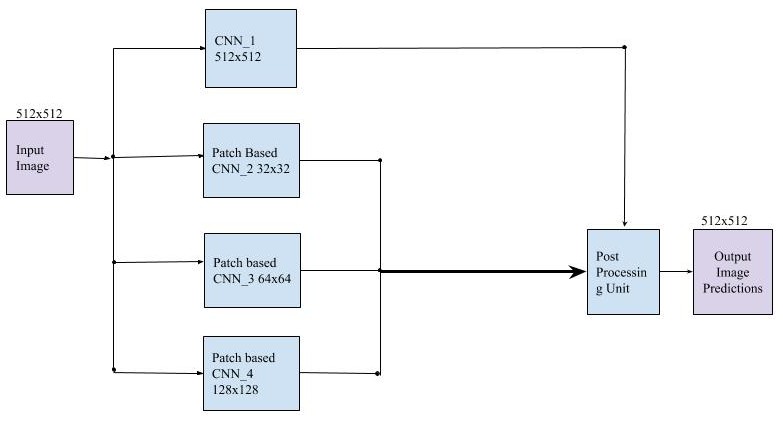 CNN_1
512x512
512x512
Input
Image
Patch Based
CNN_2 32x32
Patch based
CNN_3 64x64
Patch based
CNN_4
128x128
Post
Processin
g Unit
512x512
Output
Image
Predictions